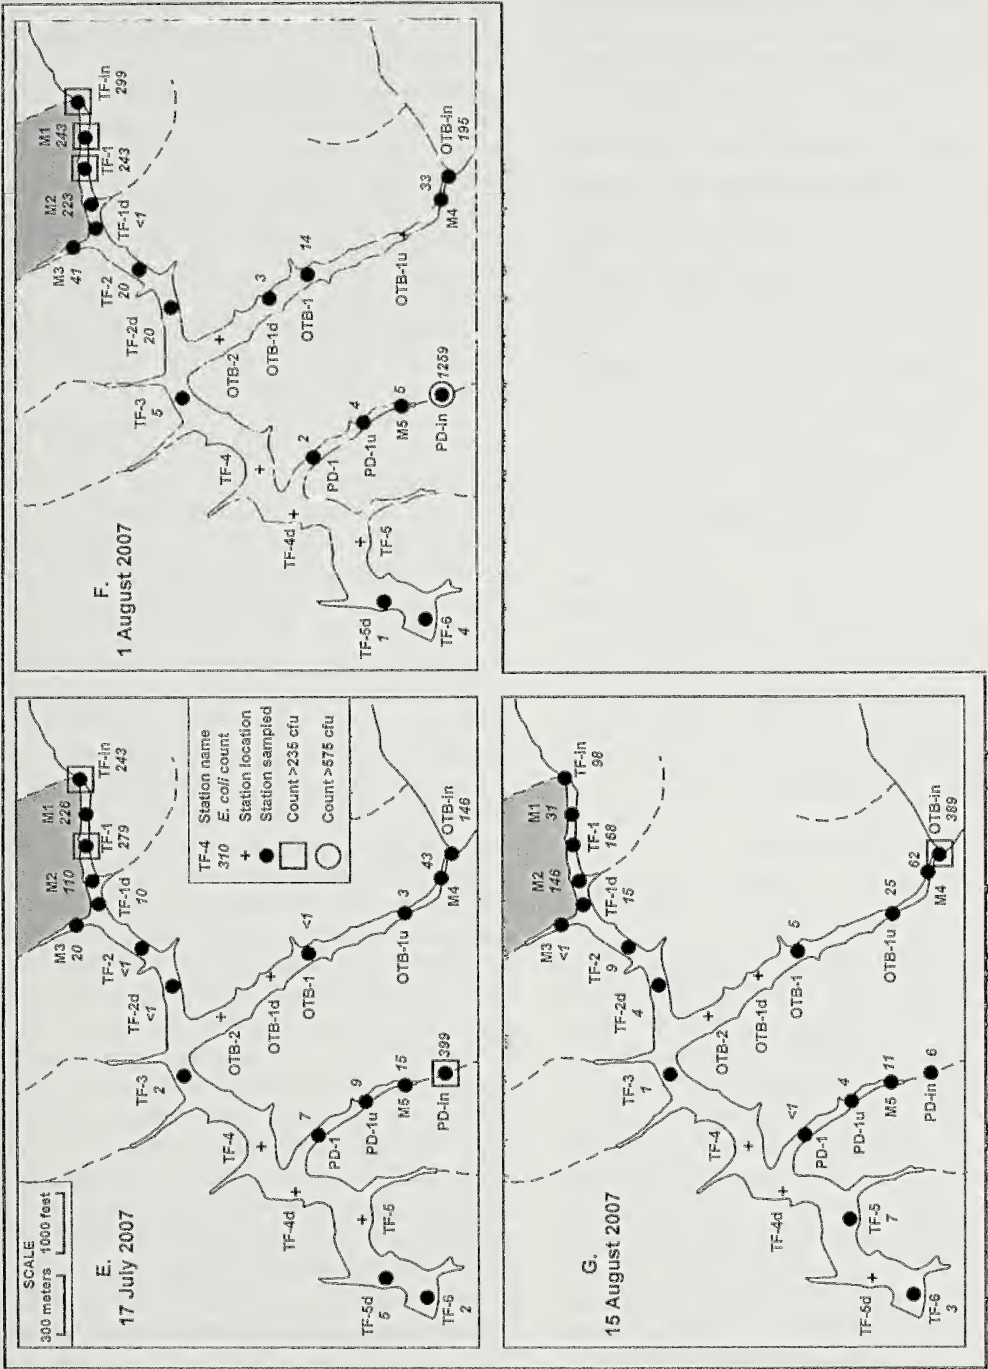 SCALE
300 meters 1000 feet
E.
17 July 2007
TF-in
243
M1
226
TF-1
279
M2
110
TF-1d
10
M3
20
TF-2
<1
TF-2d
<1
TF-3
2
TF-4
TF-4d
TF-5
TF-5d
5
TF-6
2
OTB-2
OTB-1d
OTB-1
<1
OTB-1u
3
M4
43
OTB-in
146
PD-1
7
PD-1u
9
M5
15
PD-in
399
TF-4 Station name
310 E. coli count
+ Station location
Station sampled
Count >235 cfu
Count >575 cfu
F.
1 August 2007
TF-in
299
M1
243
TF-1
243
M2
223
TF-1d
<1
M3
41
TF-2
20
TF-2d
20
TF-3
5
TF-4
TF-4d
TF-5
TF-5d
1
TF-6
4
OTB-2
OTB-1d
3
OTB-1
14
OTB-1u
M4
33
OTB-in
195
PD-1
2
PD-1u
4
M5
5
PD-in
1259
G.
15 August 2007
TF-in
98
M1
31
TF-1
168
M2
146
TF-1d
15
M3
<1
TF-2
9
TF-2d
4
TF-3
1
TF-4
TF-4d
TF-5
7
TF-5d
TF-6
3
OTB-2
OTB-1d
OTB-1
5
OTB-1u
25
M4
62
OTB-in
389
PD-1
<1
PD-1u
4
M5
11
PD-in
6